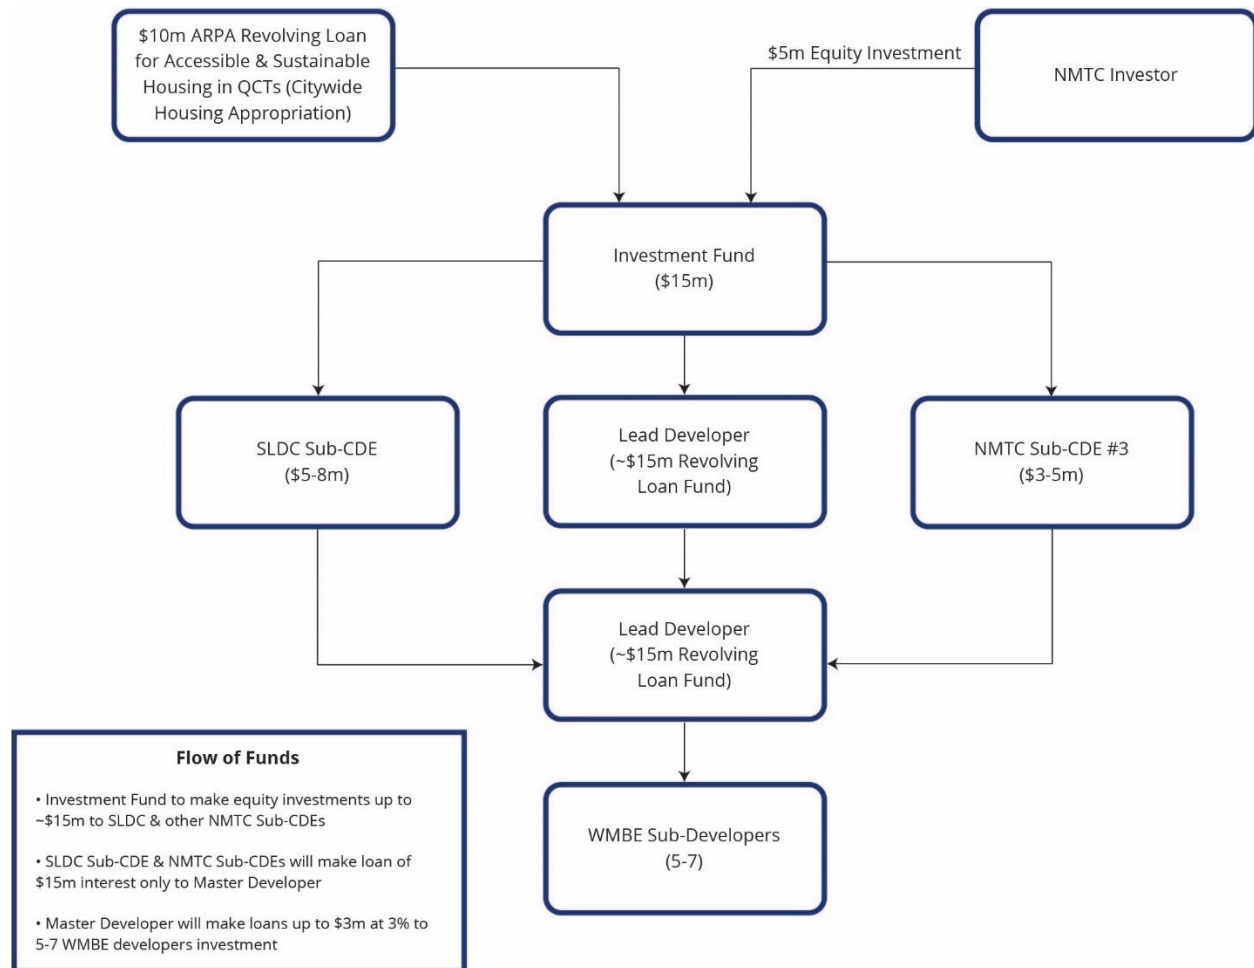 $10m ARPA Revolving Loan
for Accessible & Sustainable
Housing in QCTs (Citywide
Housing Appropriation)
$5m Equity Investment
NMTC Investor
Investment Fund
($15m)
SLDC Sub-CDE
($5-8m)
Lead Developer
(~$15m Revolving
Loan Fund)
NMTC Sub-CDE #3
($3-5m)
Lead Developer
(~$15m Revolving
Loan Fund)
Flow of Funds
• Investment Fund to make equity investments up to
~$15m to SLDC & other NMTC Sub-CDEs
• SLDC Sub-CDE & NMTC Sub-CDEs will make loan of
$15m interest only to Master Developer
• Master Developer will make loans up to $3m at 3% to
5-7 WMBE developers investment
WMBE Sub-Developers
(5-7)